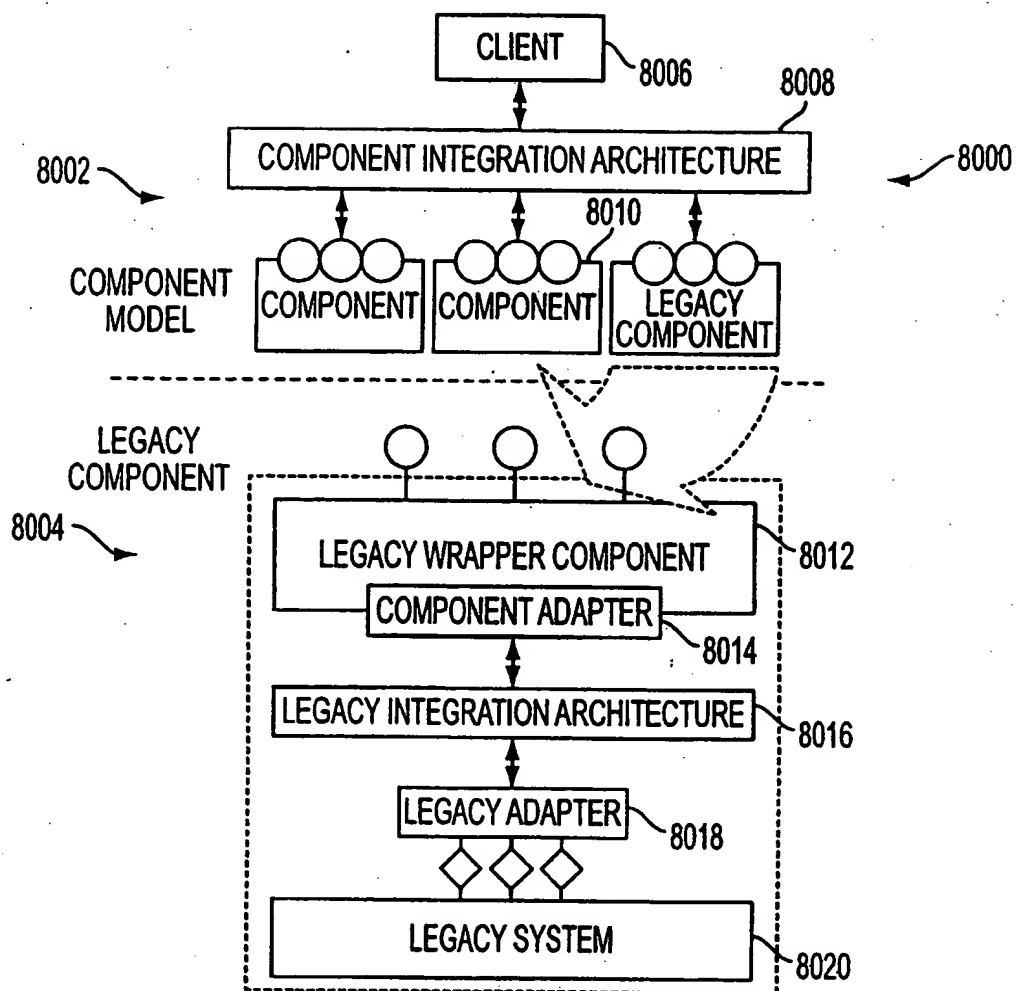 CLIENT
8006
8008
COMPONENT INTEGRATION ARCHITECTURE
8002
8000
8010
COMPONENT
MODEL
COMPONENT
COMPONENT
LEGACY
COMPONENT
LEGACY
COMPONENT
8004
LEGACY WRAPPER COMPONENT
8012
COMPONENT ADAPTER
8014
LEGACY INTEGRATION ARCHITECTURE
8016
LEGACY ADAPTER
8018
LEGACY SYSTEM
8020